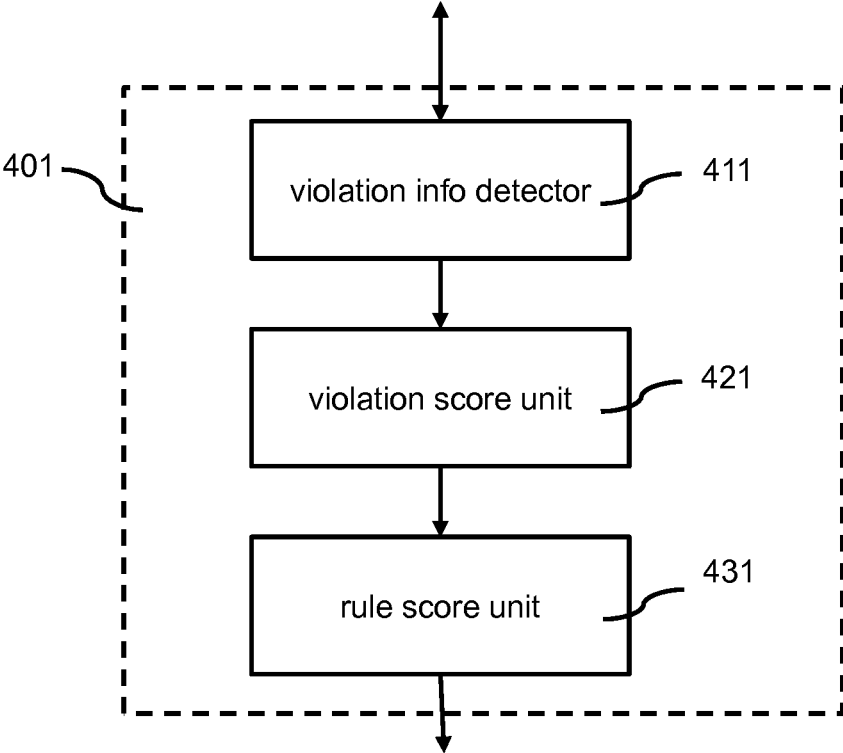 401
violation info detector
411
violation score unit
421
rule score unit
431